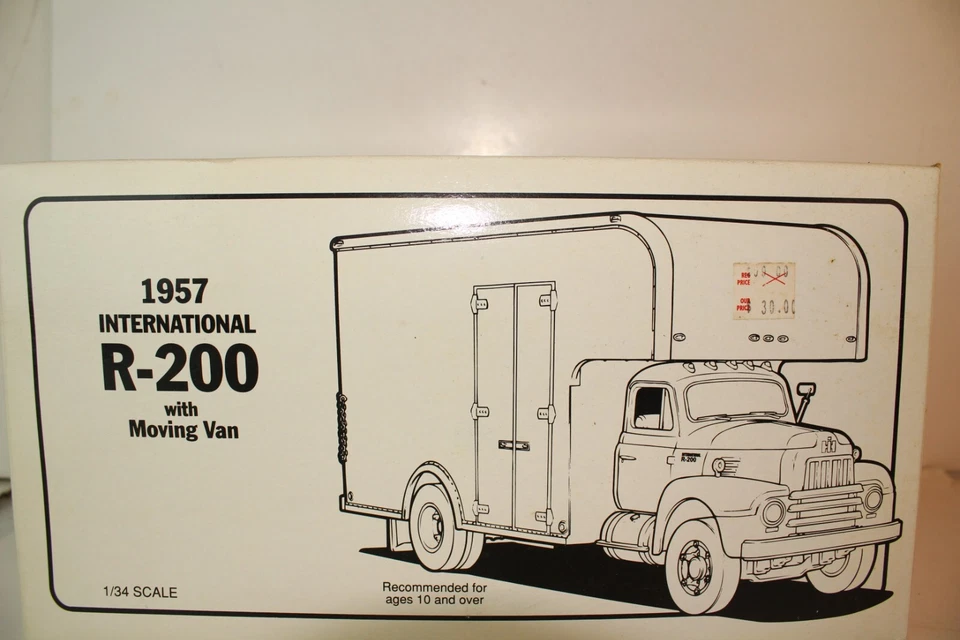 1957
INTERNATIONAL
R-200
with
Moving Van
REG
PRICE
OUR
PRICE 30.00
INTERNATIONAL
R-200
1/34 SCALE
Recommended for
ages 10 and over